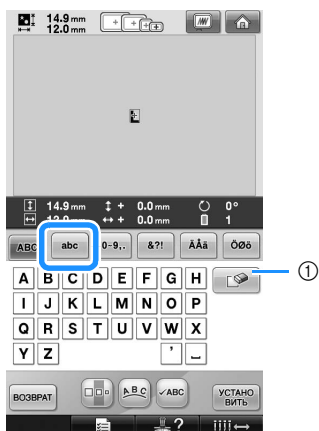 14.9 mm
12.0 mm
14.9 mm + 0.0 mm 0°
12.0 mm + 0.0 mm 1
ABC abc 0-9,. &?! ÄÅä ÖØö
A B C D E F G H ①
I J K L M N O P
Q R S T U V W X
Y Z '
ВОЗВРАТ ABC ✓ABC УСТАНО
ВИТЬ
?